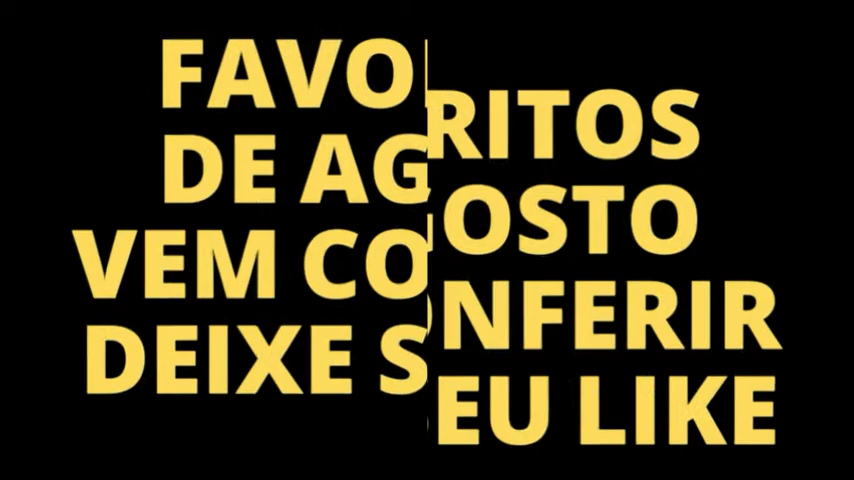 FAVORITOS
DE AGOSTO
VEM CONFERIR
DEIXE SEU LIKE